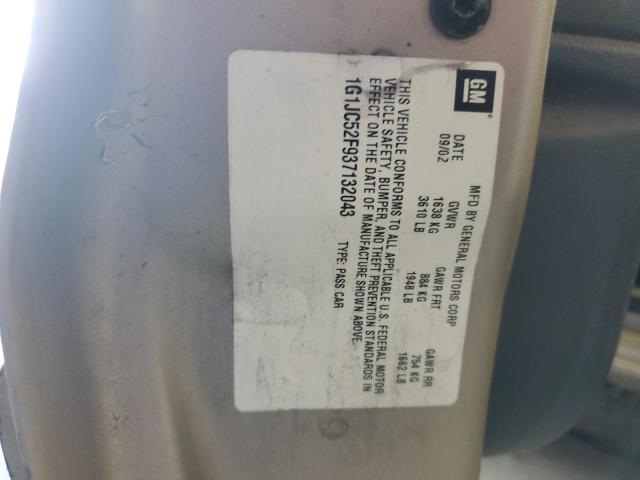 GM
MFD BY GENERAL MOTORS CORP
DATE GVWR GAWR FRT GAWR RR
09/02 1638 KG 884 KG 754 KG
3610 LB 1948 LB 1662 LB
THIS VEHICLE CONFORMS TO ALL APPLICABLE U.S. FEDERAL MOTOR
VEHICLE SAFETY, BUMPER, AND THEFT PREVENTION STANDARDS IN
EFFECT ON THE DATE OF MANUFACTURE SHOWN ABOVE.
1G1JC52F937132043 TYPE: PASS CAR